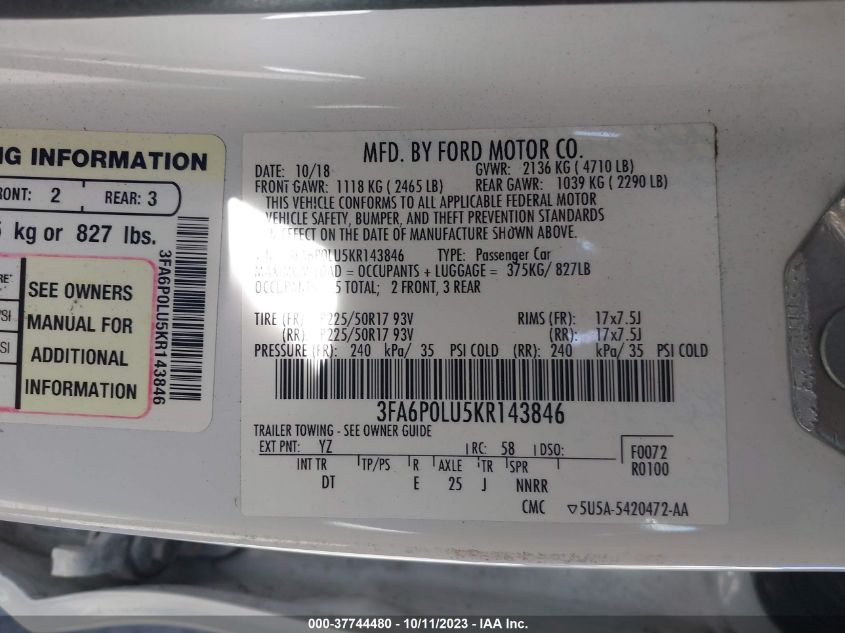 NG INFORMATION
FRONT: 2 REAR: 3
kg or 827 lbs.
SEE OWNERS
MANUAL FOR
ADDITIONAL
INFORMATION
3FA6P0LU5KR143846
MFD. BY FORD MOTOR CO.
DATE: 10/18 GVWR: 2136 KG ( 4710 LB)
FRONT GAWR: 1118 KG ( 2465 LB) REAR GAWR: 1039 KG ( 2290 LB)
THIS VEHICLE CONFORMS TO ALL APPLICABLE FEDERAL MOTOR
VEHICLE SAFETY, BUMPER, AND THEFT PREVENTION STANDARDS
IN EFFECT ON THE DATE OF MANUFACTURE SHOWN ABOVE.
3FA6P0LU5KR143846 TYPE: Passenger Car
LOAD = OCCUPANTS + LUGGAGE = 375KG/ 827LB
5 TOTAL; 2 FRONT, 3 REAR
TIRE (FR) P225/50R17 93V RIMS (FR): 17x7.5J
(RR) P225/50R17 93V (RR): 17x7.5J
PRESSURE (FR): 240 kPa/ 35 PSI COLD (RR): 240 kPa/ 35 PSI COLD
3FA6P0LU5KR143846
TRAILER TOWING - SEE OWNER GUIDE
EXT PNT: YZ RC: 58 DSO:
F0072
R0100
INT TR TP/PS R AXLE TR SPR
DT E 25 J NNRR
CMC ▽5U5A-5420472-AA
000-37744480 - 10/11/2023 - IAA Inc.